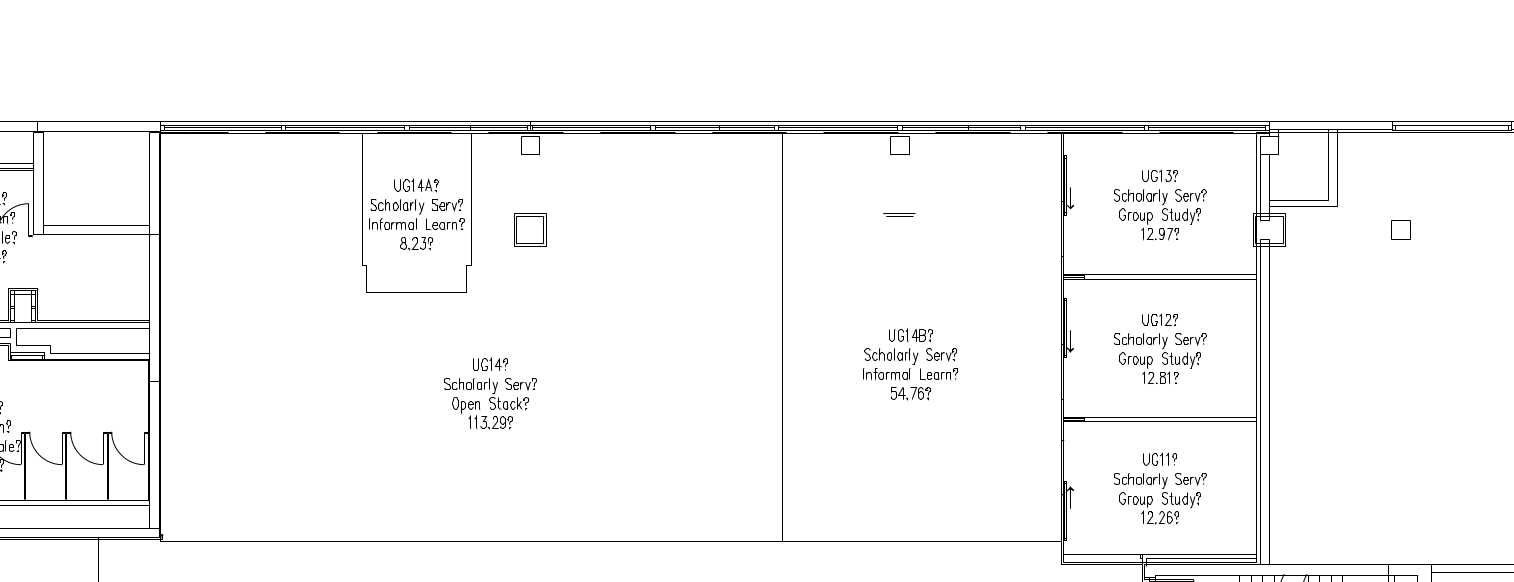 UG14A?
Scholarly Serv?
Informal Learn?
8.23?
UG14?
Scholarly Serv?
Open Stack?
113.29?
UG14B?
Scholarly Serv?
Informal Learn?
54.76?
UG13?
Scholarly Serv?
Group Study?
12.97?
UG12?
Scholarly Serv?
Group Study?
12.81?
UG11?
Scholarly Serv?
Group Study?
12.26?